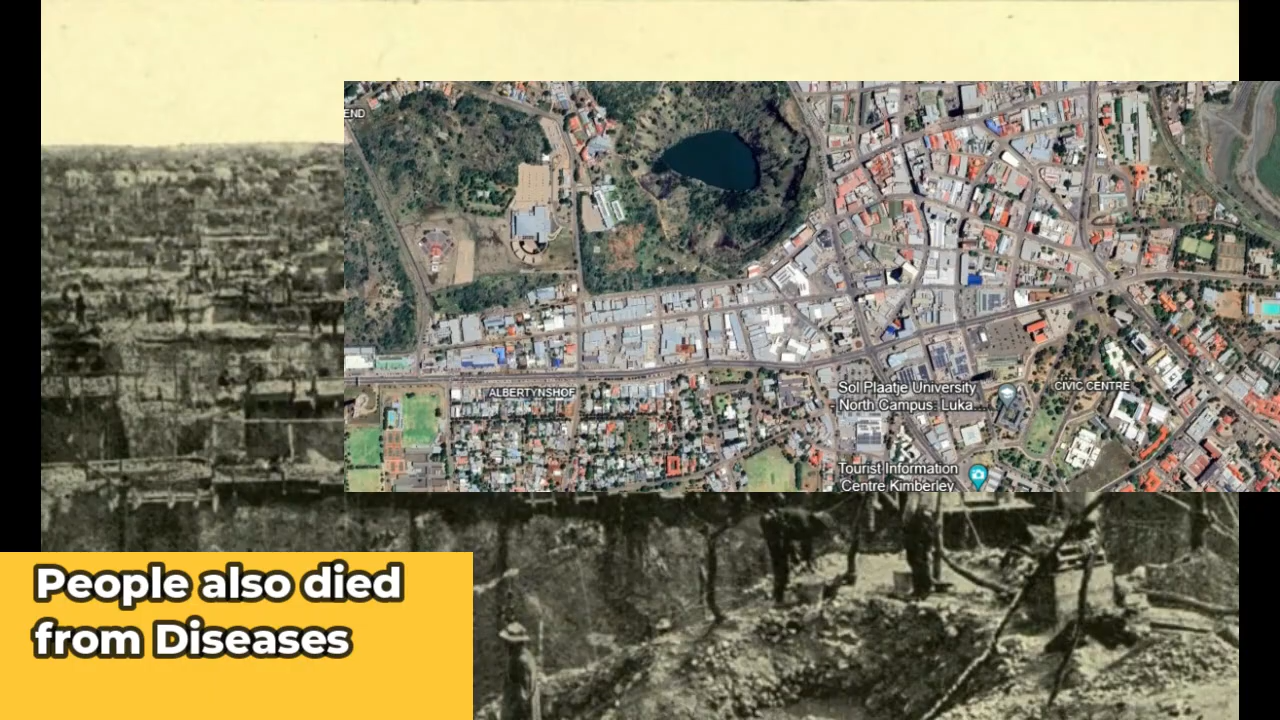 END
ALBERTYNSHOF
Sol Plaatje University
North Campus: Luka...
CIVIC CENTRE
Tourist Information
Centre Kimberley
People also died
from Diseases